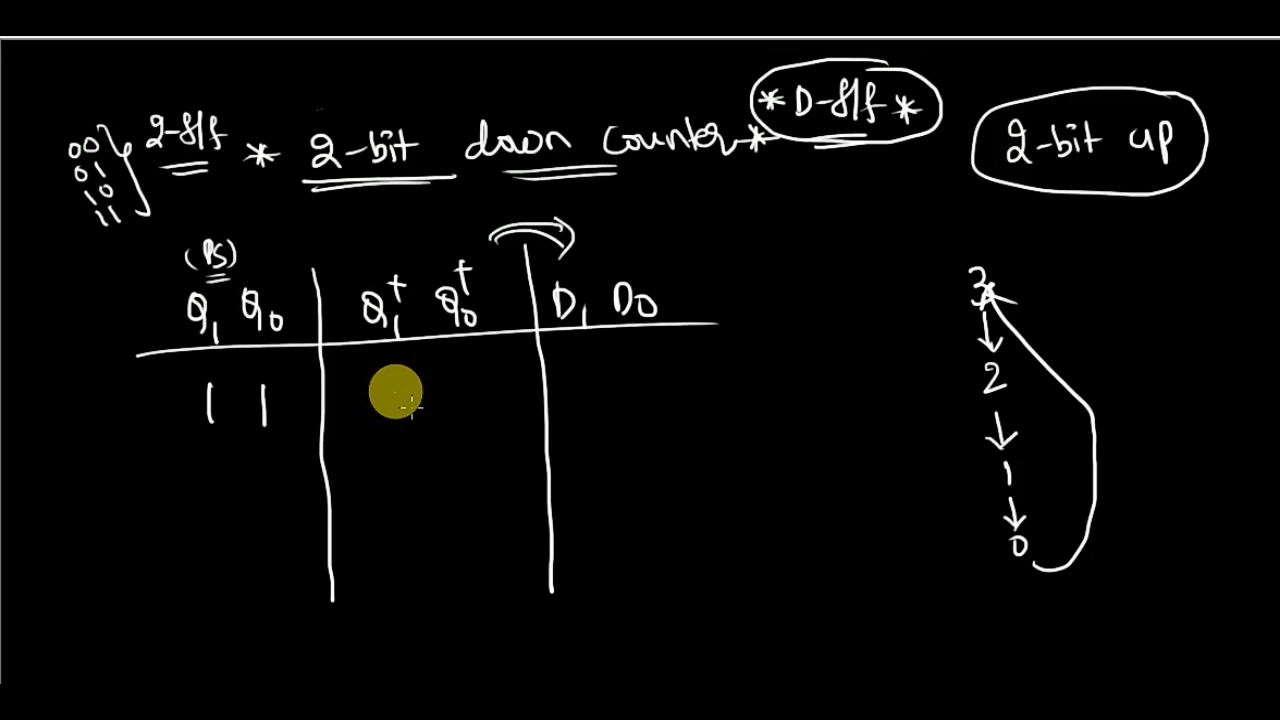 00 2-f/f * 2-bit down counter * * D-f/f * 2-bit up
01
10
11
(PS)
Q1 Q0 Q1+ Q0+ D1 D0
1 1
3
2
1
0